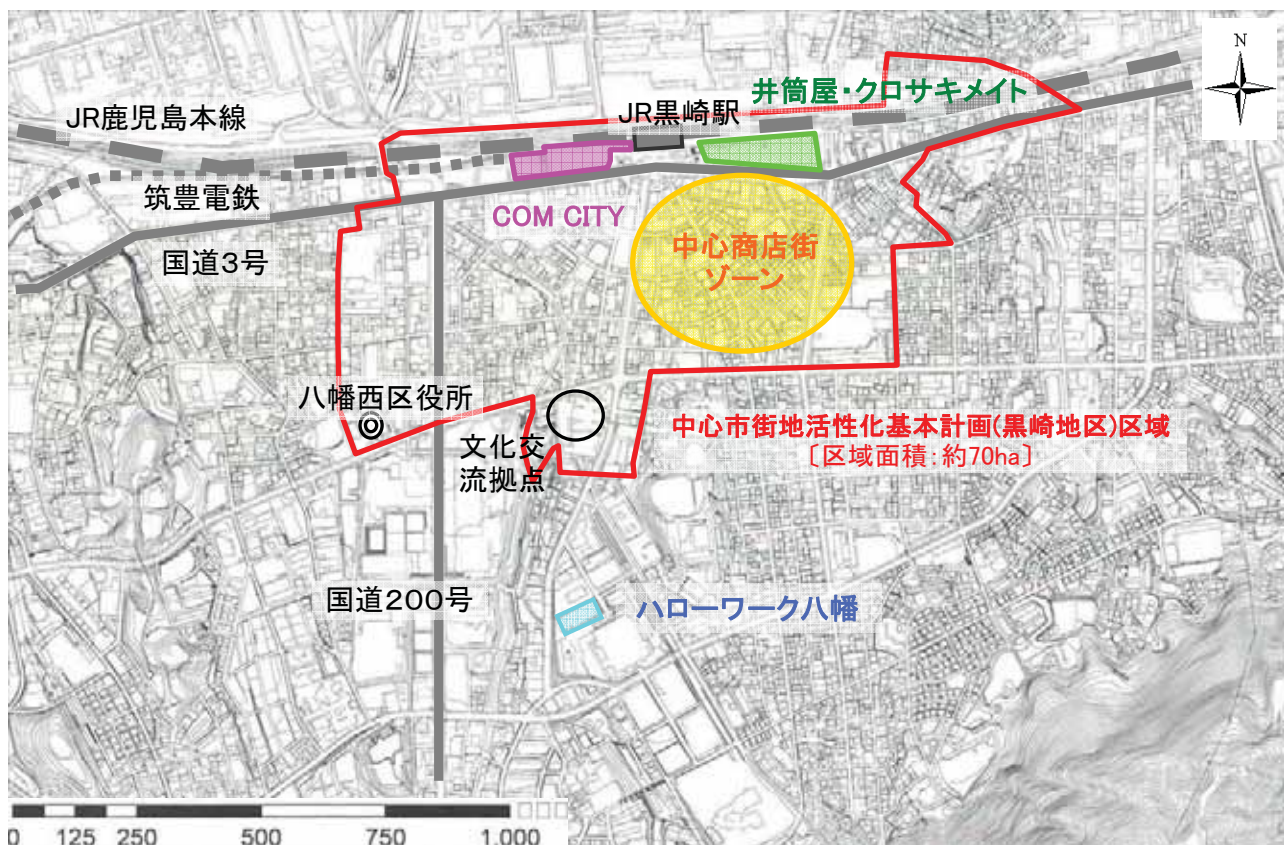 N
井筒屋・クロサキメイト
JR鹿児島本線
JR黒崎駅
筑豊電鉄
COM CITY
国道3号
中心商店街
ゾーン
八幡西区役所
文化交
流拠点
中心市街地活性化基本計画(黒崎地区)区域
〔区域面積:約70ha〕
国道200号
ハローワーク八幡
0 125 250 500 750 1,000